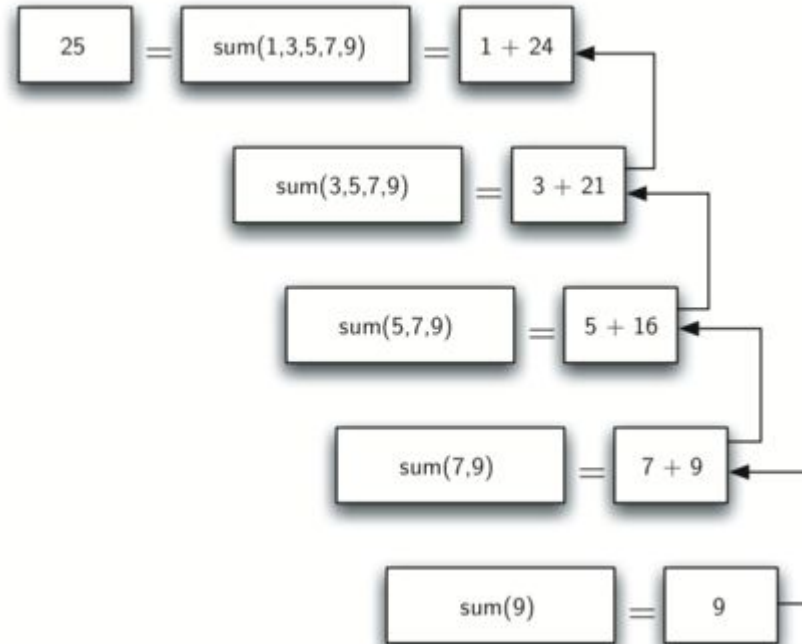 25 = sum(1,3,5,7,9) = 1 + 24
sum(3,5,7,9) = 3 + 21
sum(5,7,9) = 5 + 16
sum(7,9) = 7 + 9
sum(9) = 9